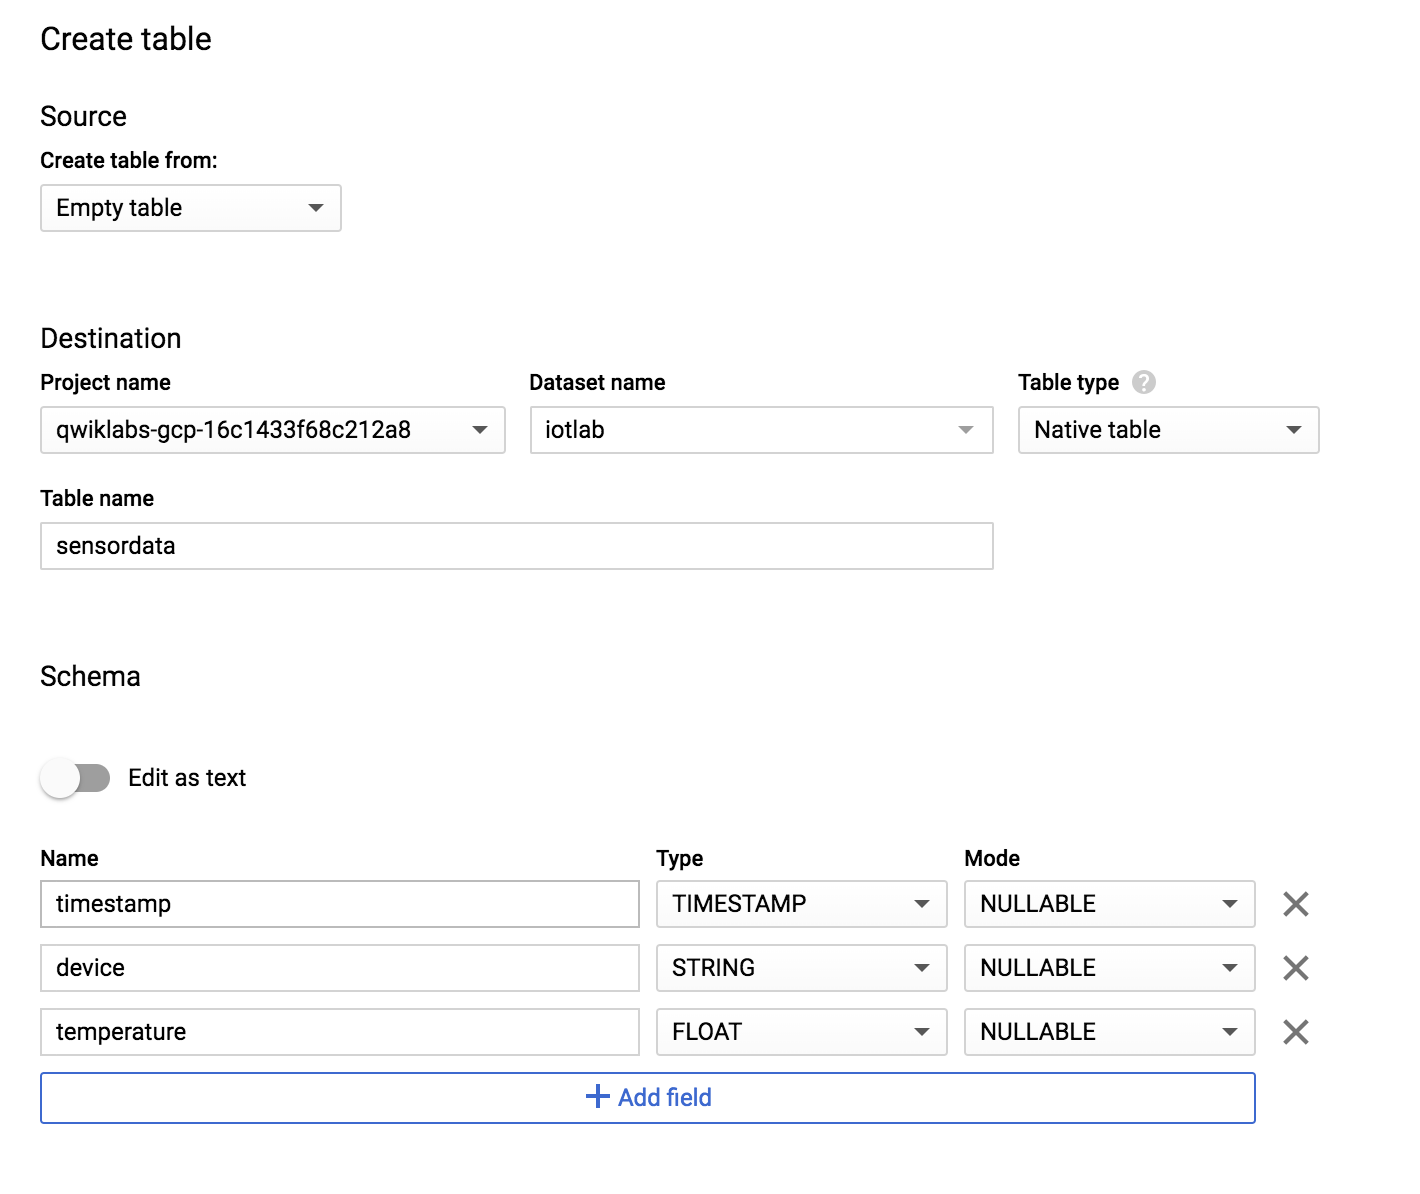 Create table
Source
Create table from:
Empty table
Destination
Project name Dataset name Table type ?
qwiklabs-gcp-16c1433f68c212a8 iotlab Native table
Table name
sensordata
Schema
Edit as text
Name Type Mode
timestamp TIMESTAMP NULLABLE
device STRING NULLABLE
temperature FLOAT NULLABLE
+ Add field